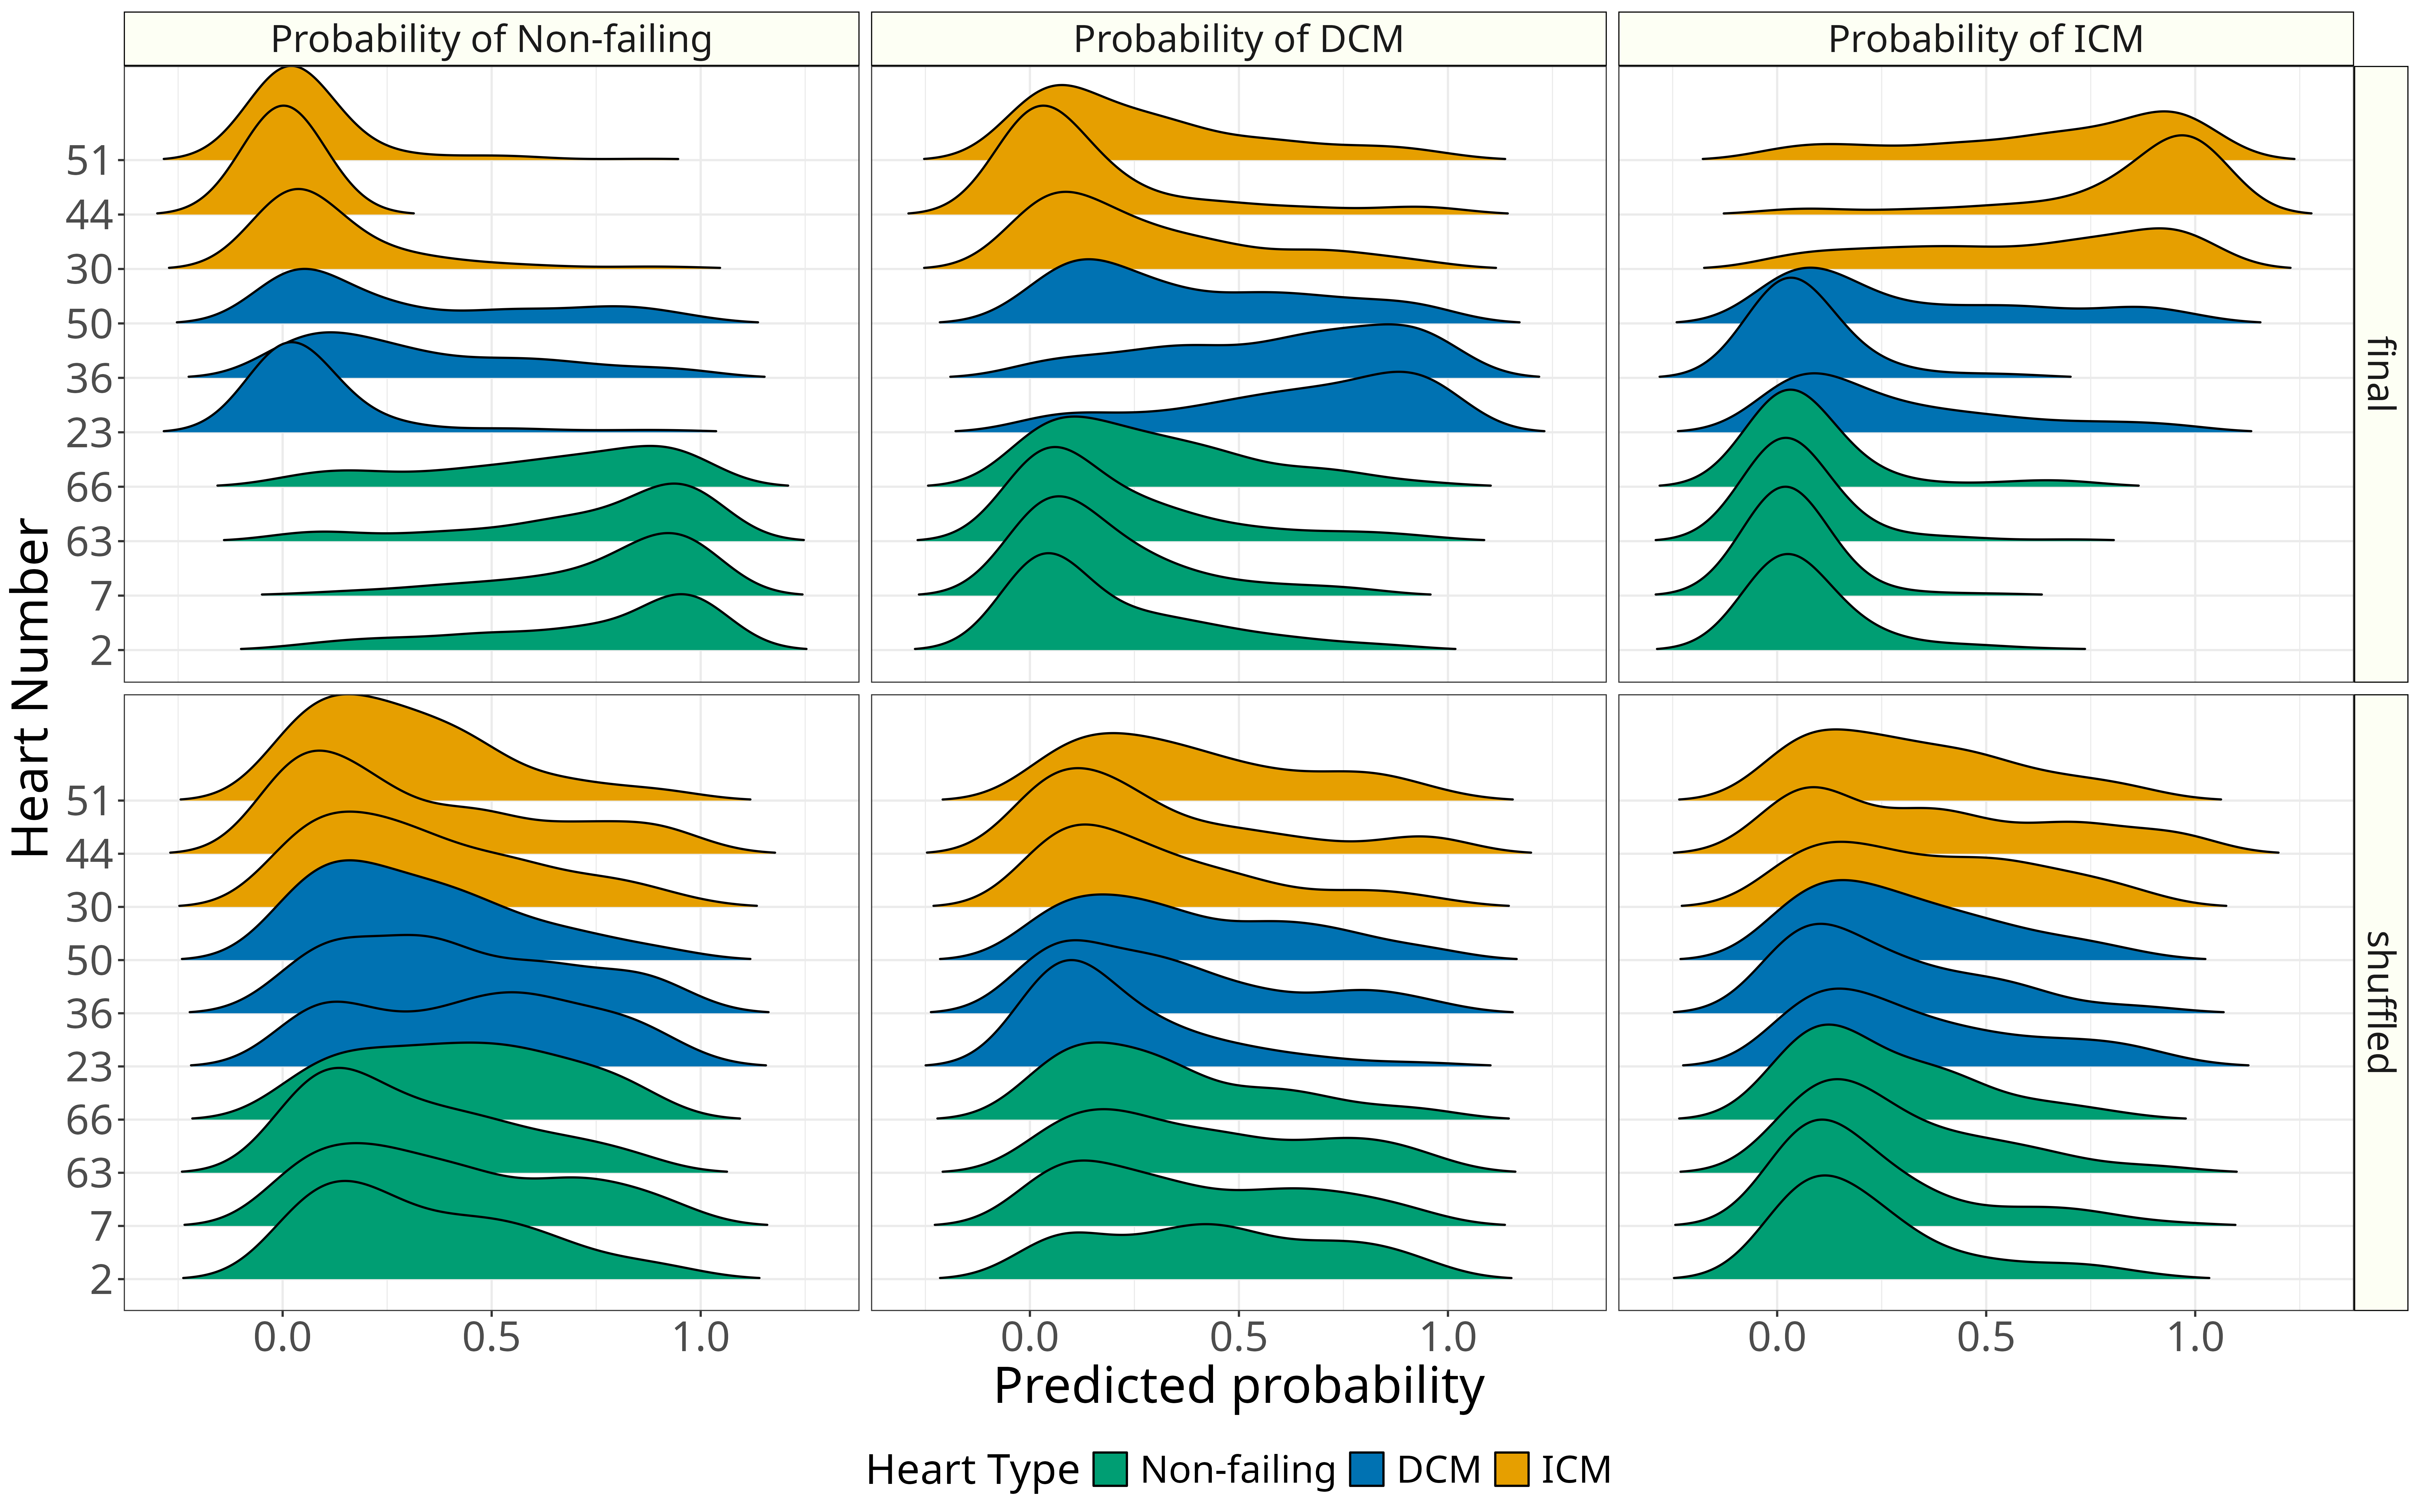 Probability of Non-failing
Probability of DCM
Probability of ICM
Heart Number
51
44
30
50
36
23
66
63
7
2
final
51
44
30
50
36
23
66
63
7
2
shuffled
0.0 0.5 1.0
0.0 0.5 1.0
0.0 0.5 1.0
Predicted probability
Heart Type Non-failing DCM ICM